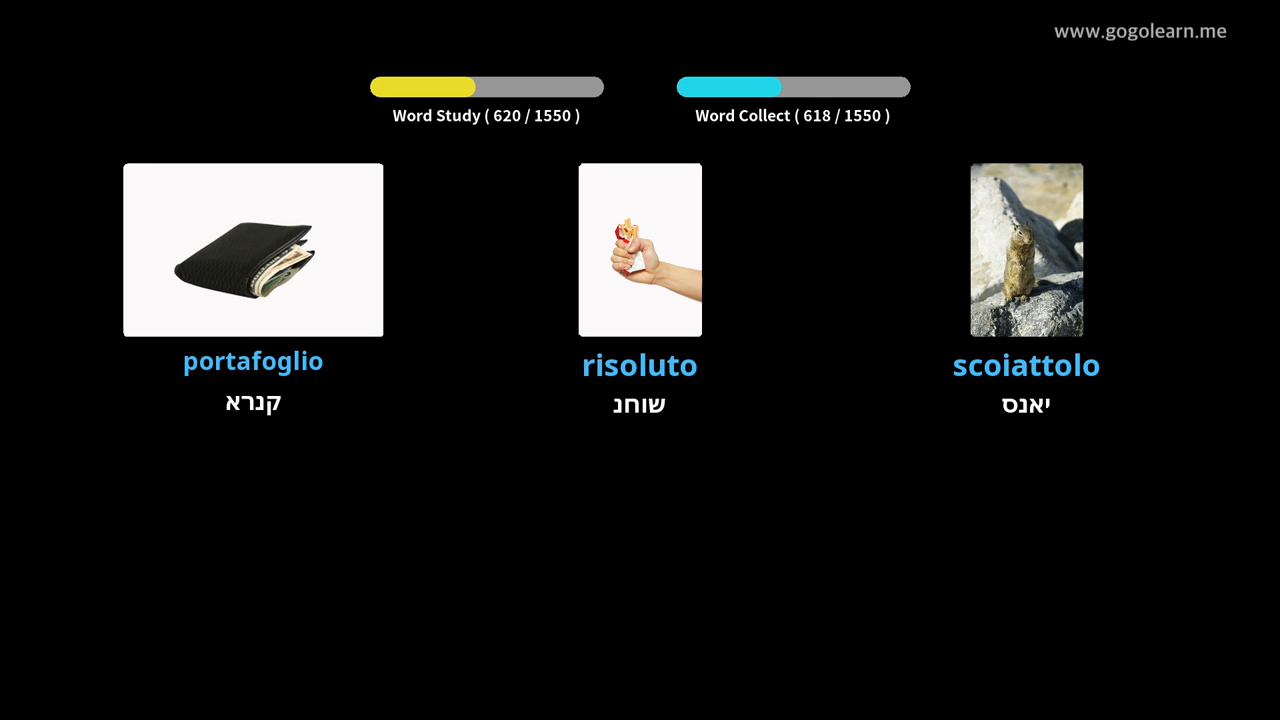 www.gogolearn.me
Word Study ( 620 / 1550 )
Word Collect ( 618 / 1550 )
portafoglio
קנרא
risoluto
שוחנ
scoiattolo
יאנס